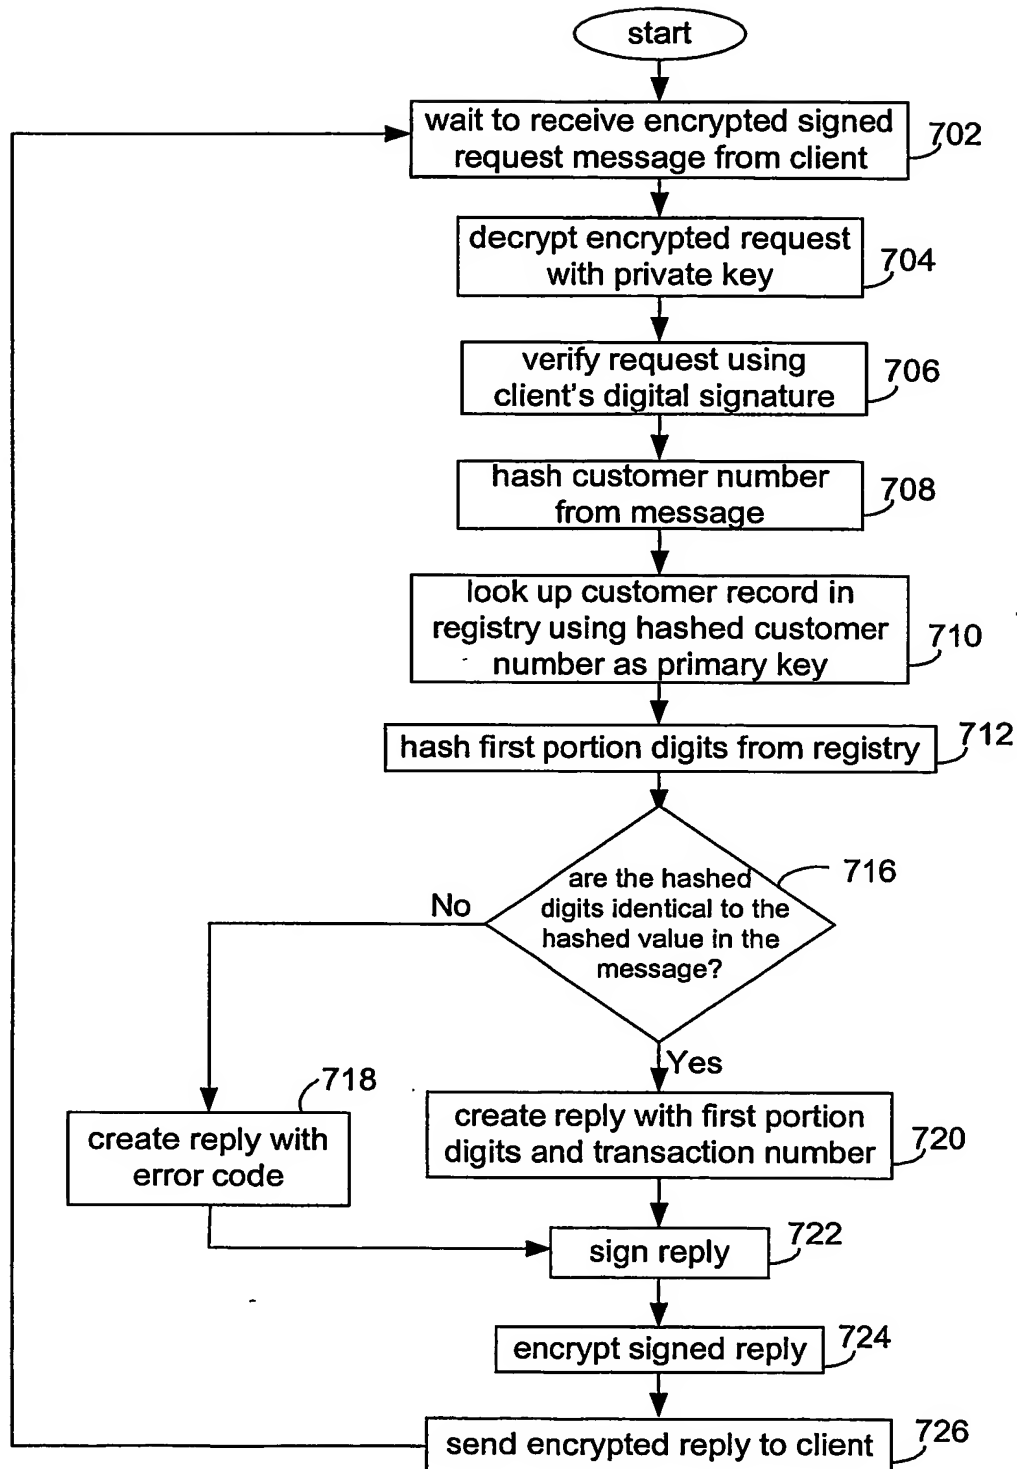 start
wait to receive encrypted signed
request message from client
702
decrypt encrypted request
with private key
704
verify request using
client's digital signature
706
hash customer number
from message
708
look up customer record in
registry using hashed customer
number as primary key
710
hash first portion digits from registry
712
are the hashed
digits identical to the
hashed value in the
message?
716
No
Yes
718
create reply with
error code
create reply with first portion
digits and transaction number
720
sign reply
722
encrypt signed reply
724
send encrypted reply to client
726